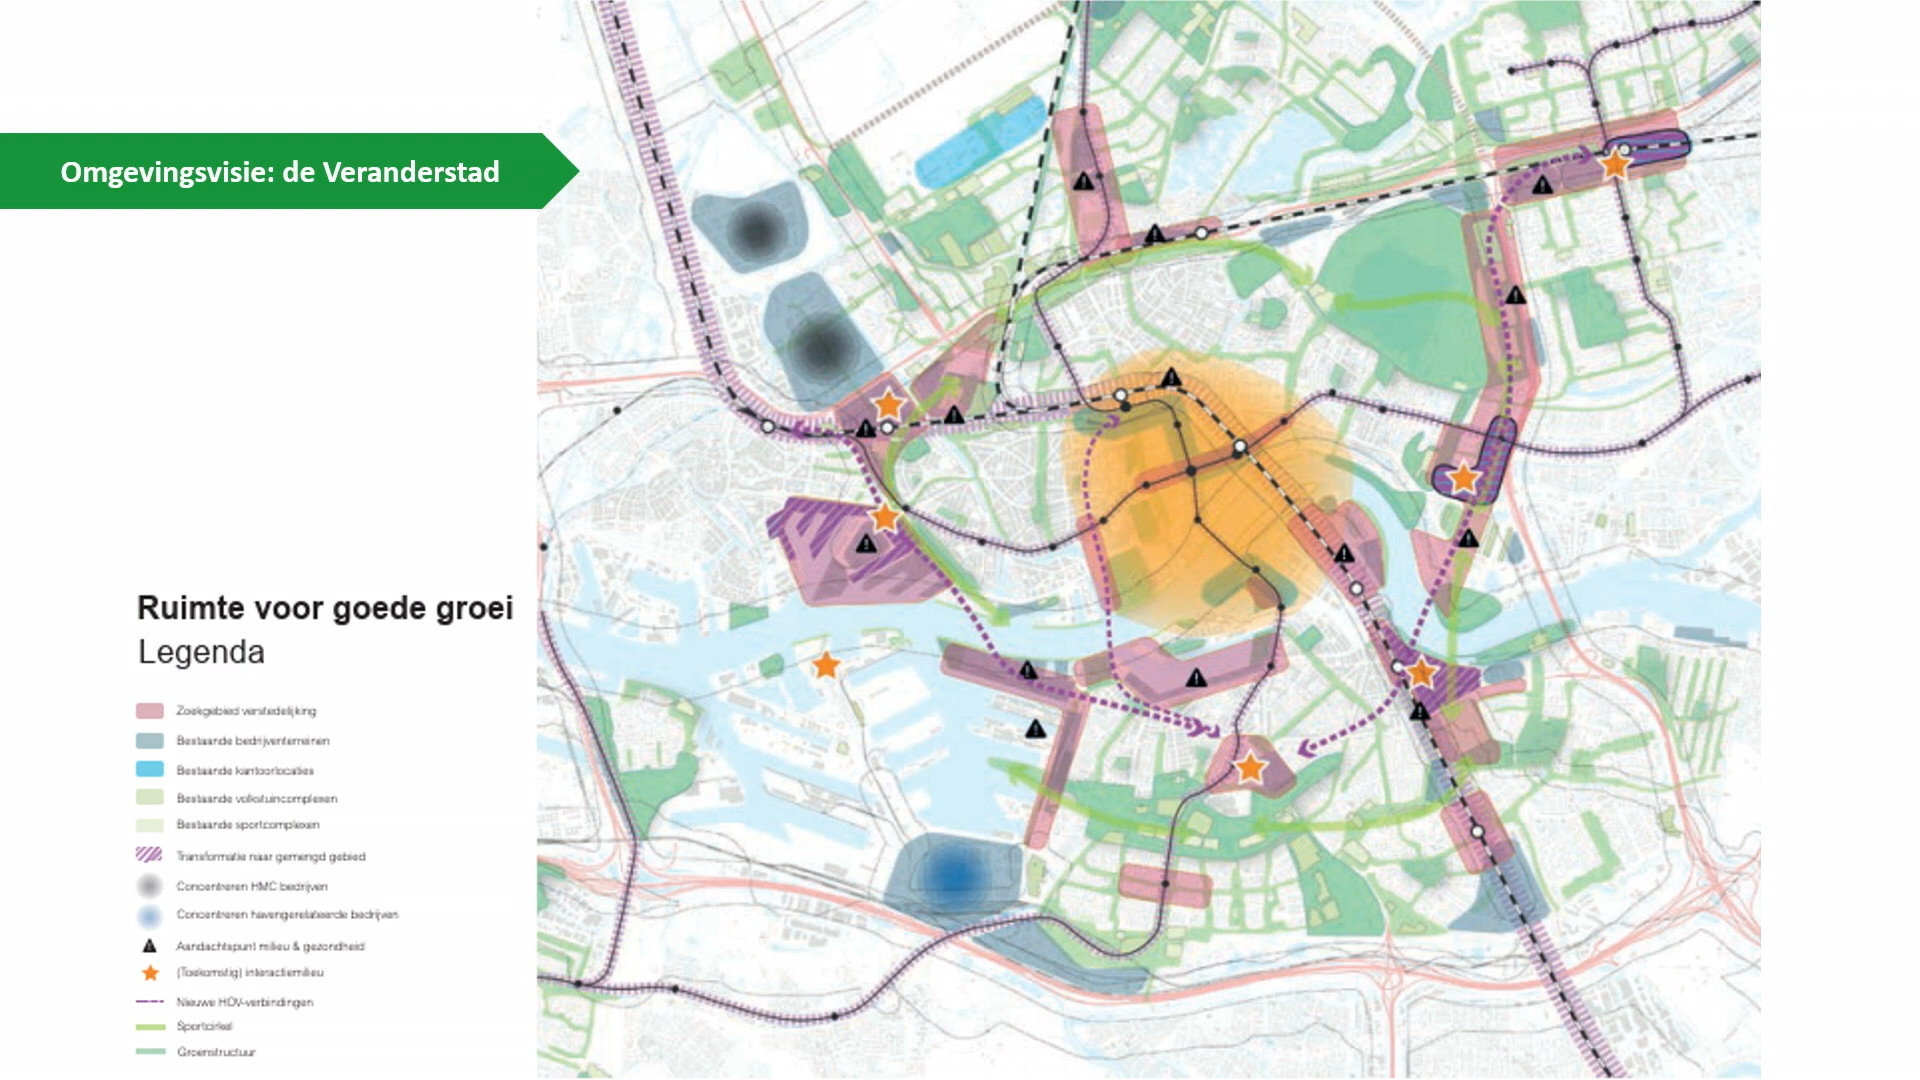 Omgevingsvisie: de Veranderstad
Ruimte voor goede groei
Legenda
Zoekgebied verstedelijking
Bestaande bedrijventerreinen
Bestaande kantoorlocaties
Bestaande volkstuincomplexen
Bestaande sportcomplexen
Transformatie naar gemengd gebied
Concentreren HMC bedrijven
Concentreren havengerelateerde bedrijven
Aandachtspunt milieu & gezondheid
(Toekomstig) interactiemilieu
Nieuwe HOV-verbindingen
Sportcirkel
Groenstructuur